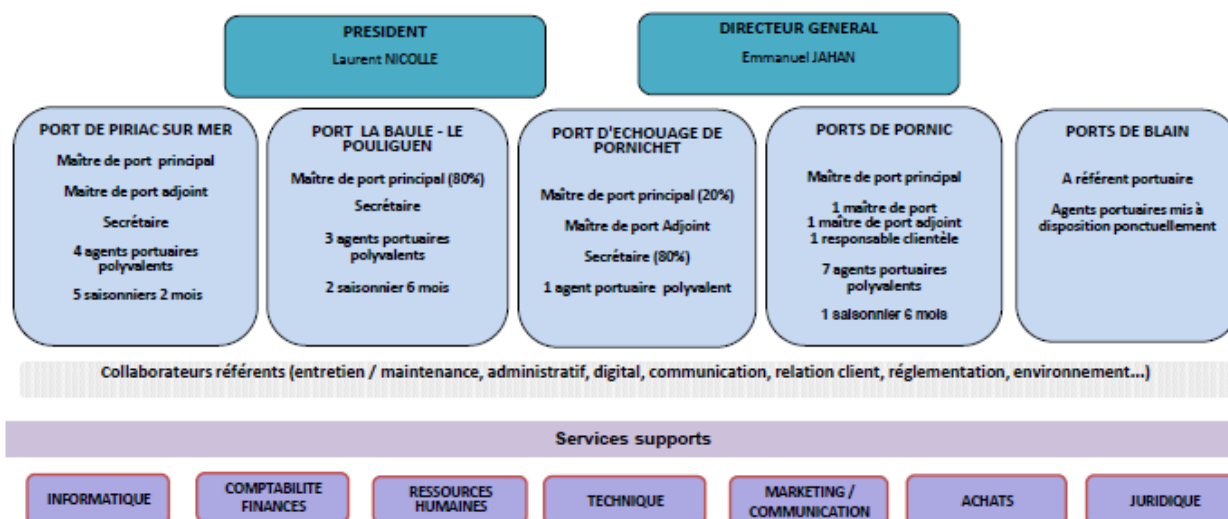 PRESIDENT
Laurent NICOLLE
DIRECTEUR GENERAL
Emmanuel JAHAN
PORT DE PIRIAC SUR MER
Maître de port principal
Maitre de port adjoint
Secrétaire
4 agents portuaires
polyvalents
5 saisonniers 2 mois
PORT LA BAULE - LE
POULIGUEN
Maître de port principal (80%)
Secrétaire
3 agents portuaires
polyvalents
2 saisonnier 6 mois
PORT D'ECHOUAGE DE
PORNICHET
Maître de port principal (20%)
Maître de port Adjoint
Secrétaire (80%)
1 agent portuaire polyvalent
PORTS DE PORNIC
Maître de port principal
1 maître de port
1 maître de port adjoint
1 responsable clientèle
7 agents portuaires
polyvalents
1 saisonnier 6 mois
PORTS DE BLAIN
A référent portuaire
Agents portuaires mis à
disposition ponctuellement
Collaborateurs référents (entretien / maintenance, administratif, digital, communication, relation client, réglementation, environnement...)
Services supports
INFORMATIQUE
COMPTABILITE
FINANCES
RESSOURCES
HUMAINES
TECHNIQUE
MARKETING /
COMMUNICATION
ACHATS
JURIDIQUE